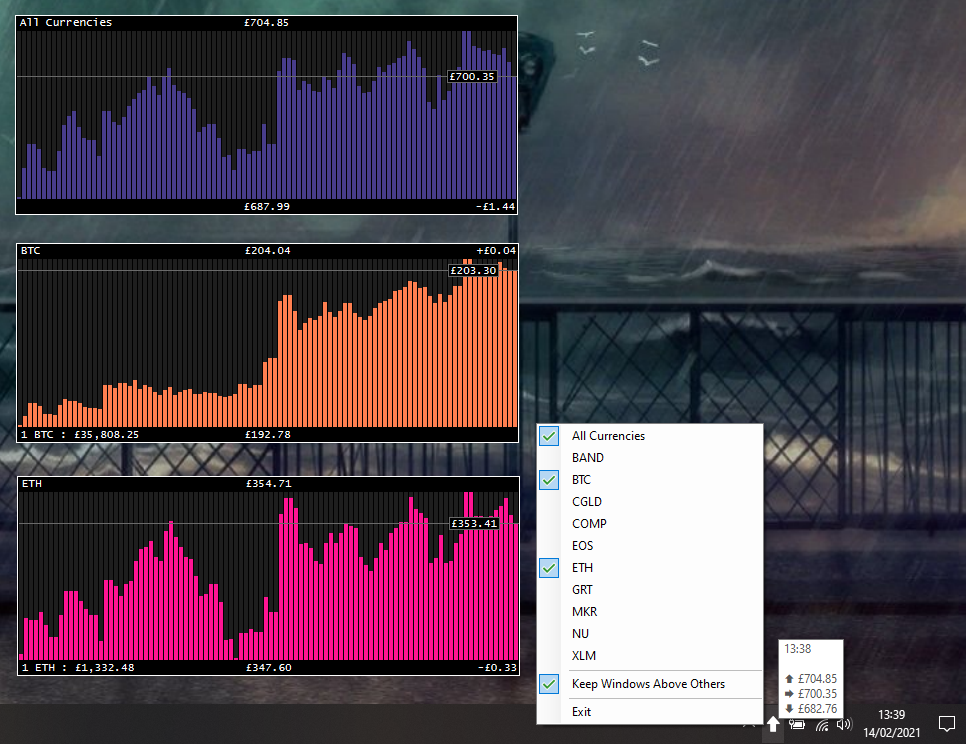 All Currencies £704.85
£700.35
£687.99 -£1.44
BTC £204.04 +£0.04
£203.30
1 BTC : £35,808.25 £192.78
ETH £354.71
£353.41
1 ETH : £1,332.48 £347.60 -£0.33
All Currencies
BAND
BTC
CGLD
COMP
EOS
ETH
GRT
MKR
NU
XLM
Keep Windows Above Others
Exit
13:38
£704.85
£700.35
£682.76
13:39
14/02/2021